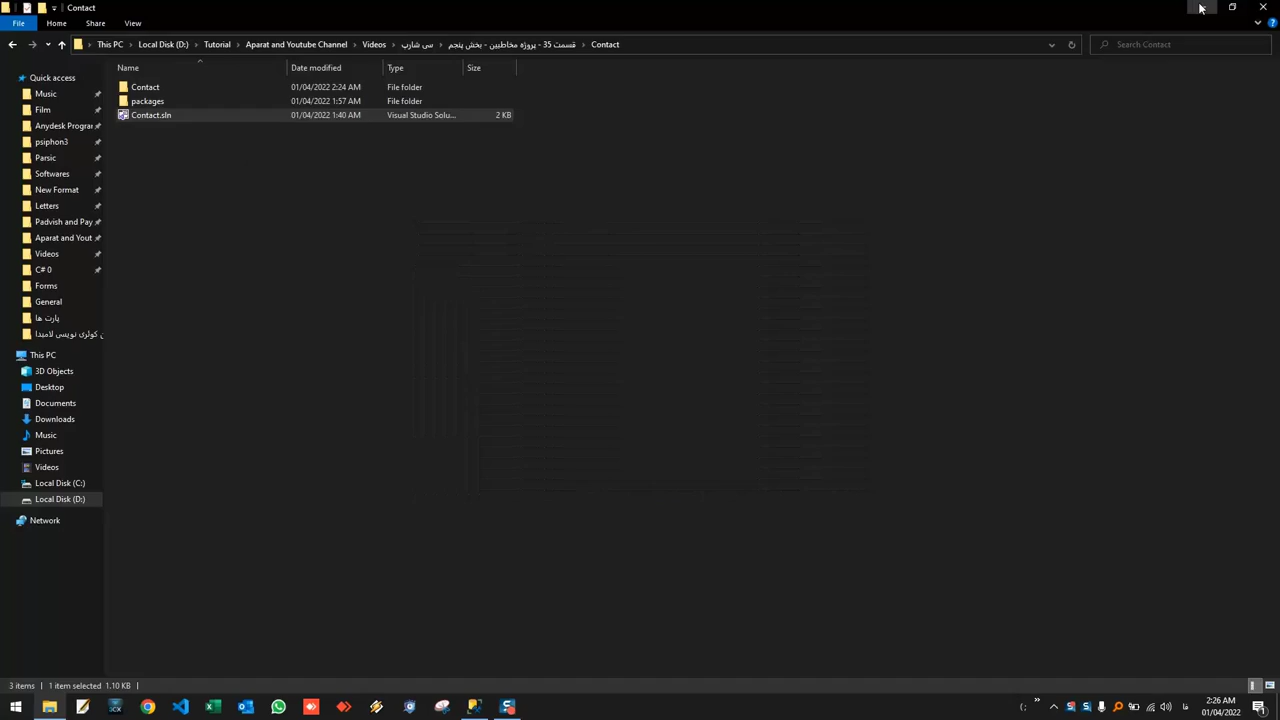 Contact
File Home Share View
This PC Local Disk (D:) Tutorial Aparat and Youtube Channel Videos سی شارپ قسمت 35 - پروژه مخاطبین - بخش پنجم Contact
Search Contact
Name Date modified Type Size
Contact 01/04/2022 2:24 AM File folder
packages 01/04/2022 1:57 AM File folder
Contact.sln 01/04/2022 1:40 AM Visual Studio Solu... 2 KB
Quick access
Music
Film
Anydesk Progra
psiphon3
Parsic
Softwares
New Format
Letters
Padvish and Pay
Aparat and Yout
Videos
C# 0
Forms
General
پارت ها
ن کوئری نویسی لامبدا
This PC
3D Objects
Desktop
Documents
Downloads
Music
Pictures
Videos
Local Disk (C:)
Local Disk (D:)
Network
3 items 1 item selected 1.10 KB
فا 2:26 AM
01/04/2022